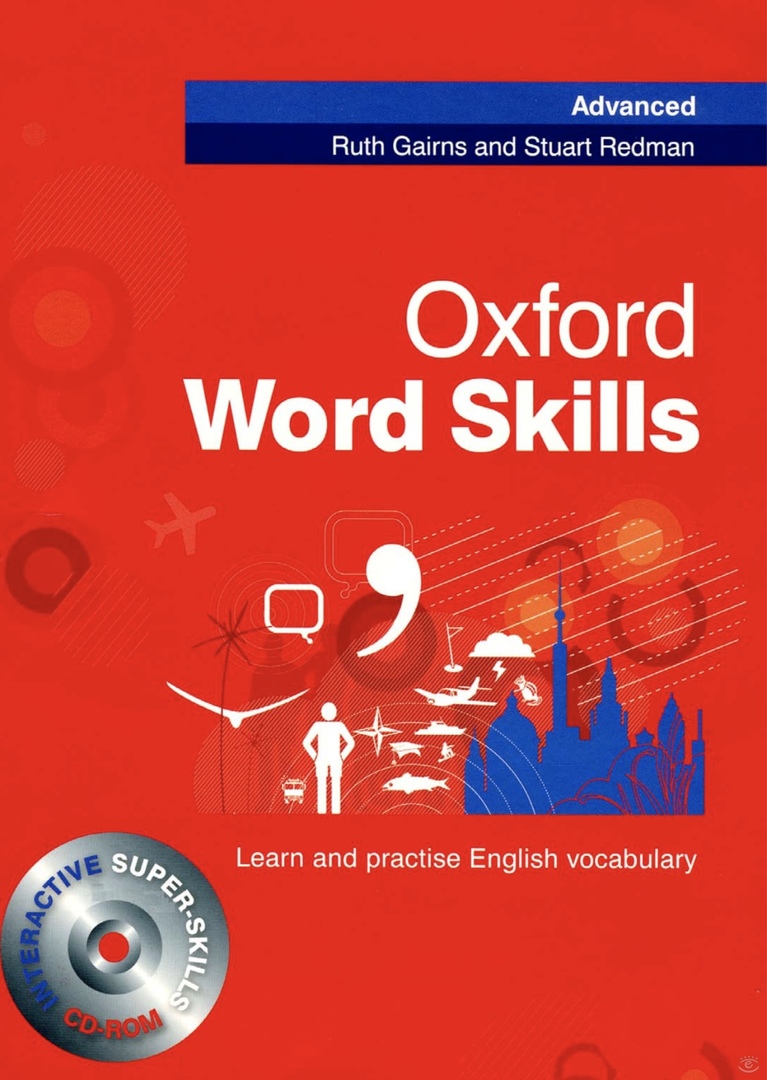 Advanced
Ruth Gairns and Stuart Redman
Oxford
Word Skills
Learn and practise English vocabulary
INTERACTIVE SUPER-SKILLS
CD-ROM